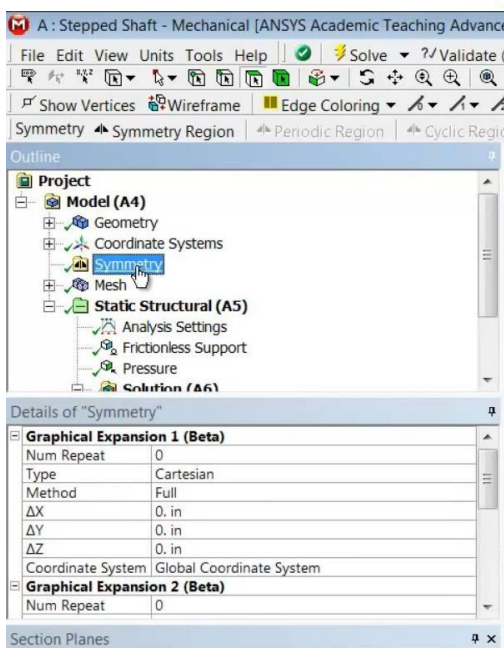 A : Stepped Shaft - Mechanical [ANSYS Academic Teaching Advance
File Edit View Units Tools Help Solve ?✓ Validate
Show Vertices Wireframe Edge Coloring
Symmetry Symmetry Region Periodic Region Cyclic Regi
Outline
Project
Model (A4)
Geometry
Coordinate Systems
Symmetry
Mesh
Static Structural (A5)
Analysis Settings
Frictionless Support
Pressure
Solution (A6)
Details of "Symmetry"
Graphical Expansion 1 (Beta)
Num Repeat 0
Type Cartesian
Method Full
ΔX 0. in
ΔY 0. in
ΔZ 0. in
Coordinate System Global Coordinate System
Graphical Expansion 2 (Beta)
Num Repeat 0
Section Planes